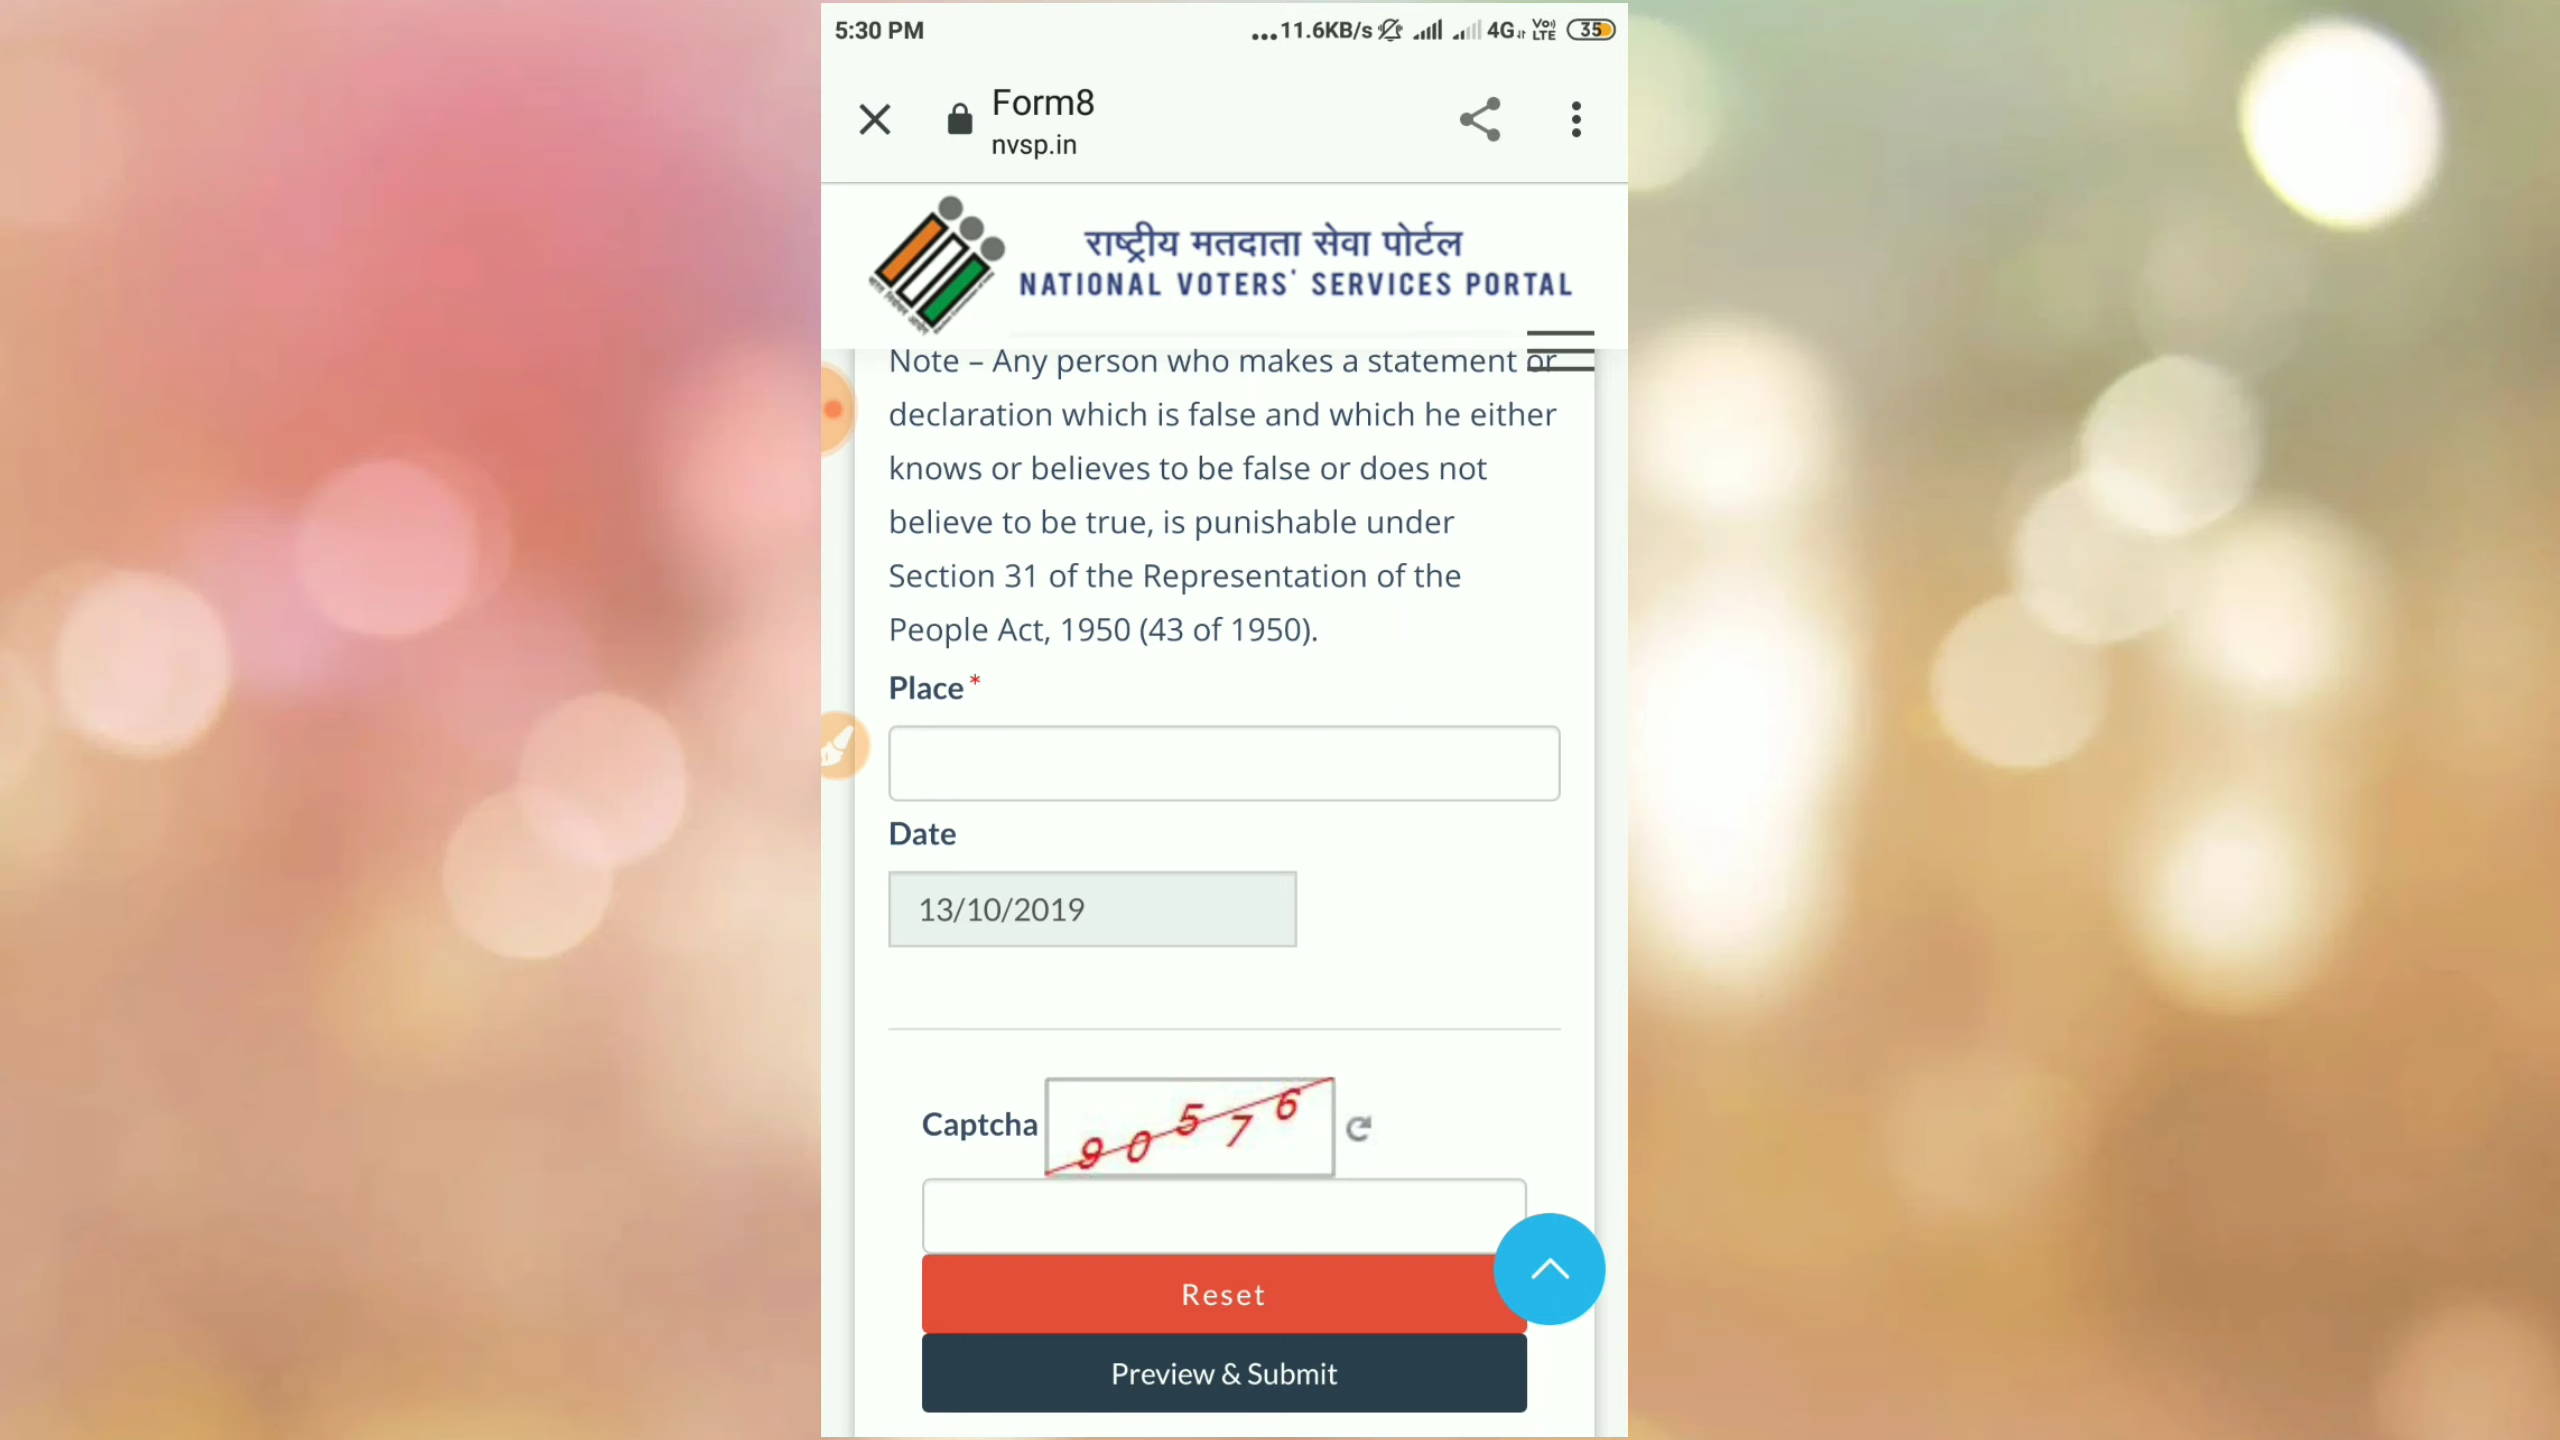 5:30 PM
...11.6KB/s 4G Vo) LTE 35
Form8
nvsp.in
राष्ट्रीय मतदाता सेवा पोर्टल
NATIONAL VOTERS' SERVICES PORTAL
Note – Any person who makes a statement or
declaration which is false and which he either
knows or believes to be false or does not
believe to be true, is punishable under
Section 31 of the Representation of the
People Act, 1950 (43 of 1950).
Place *
Date
13/10/2019
Captcha 90576
Reset
Preview & Submit